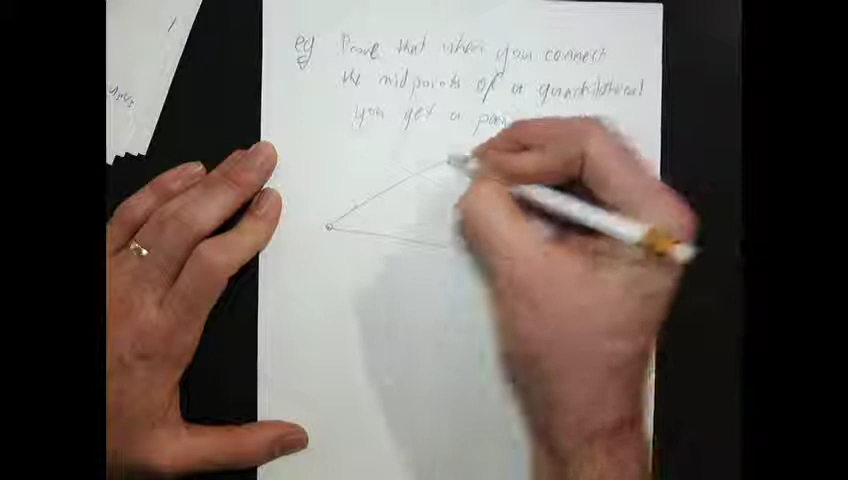 eg Prove that when you connect
the midpoints of a quadrilateral
you get a